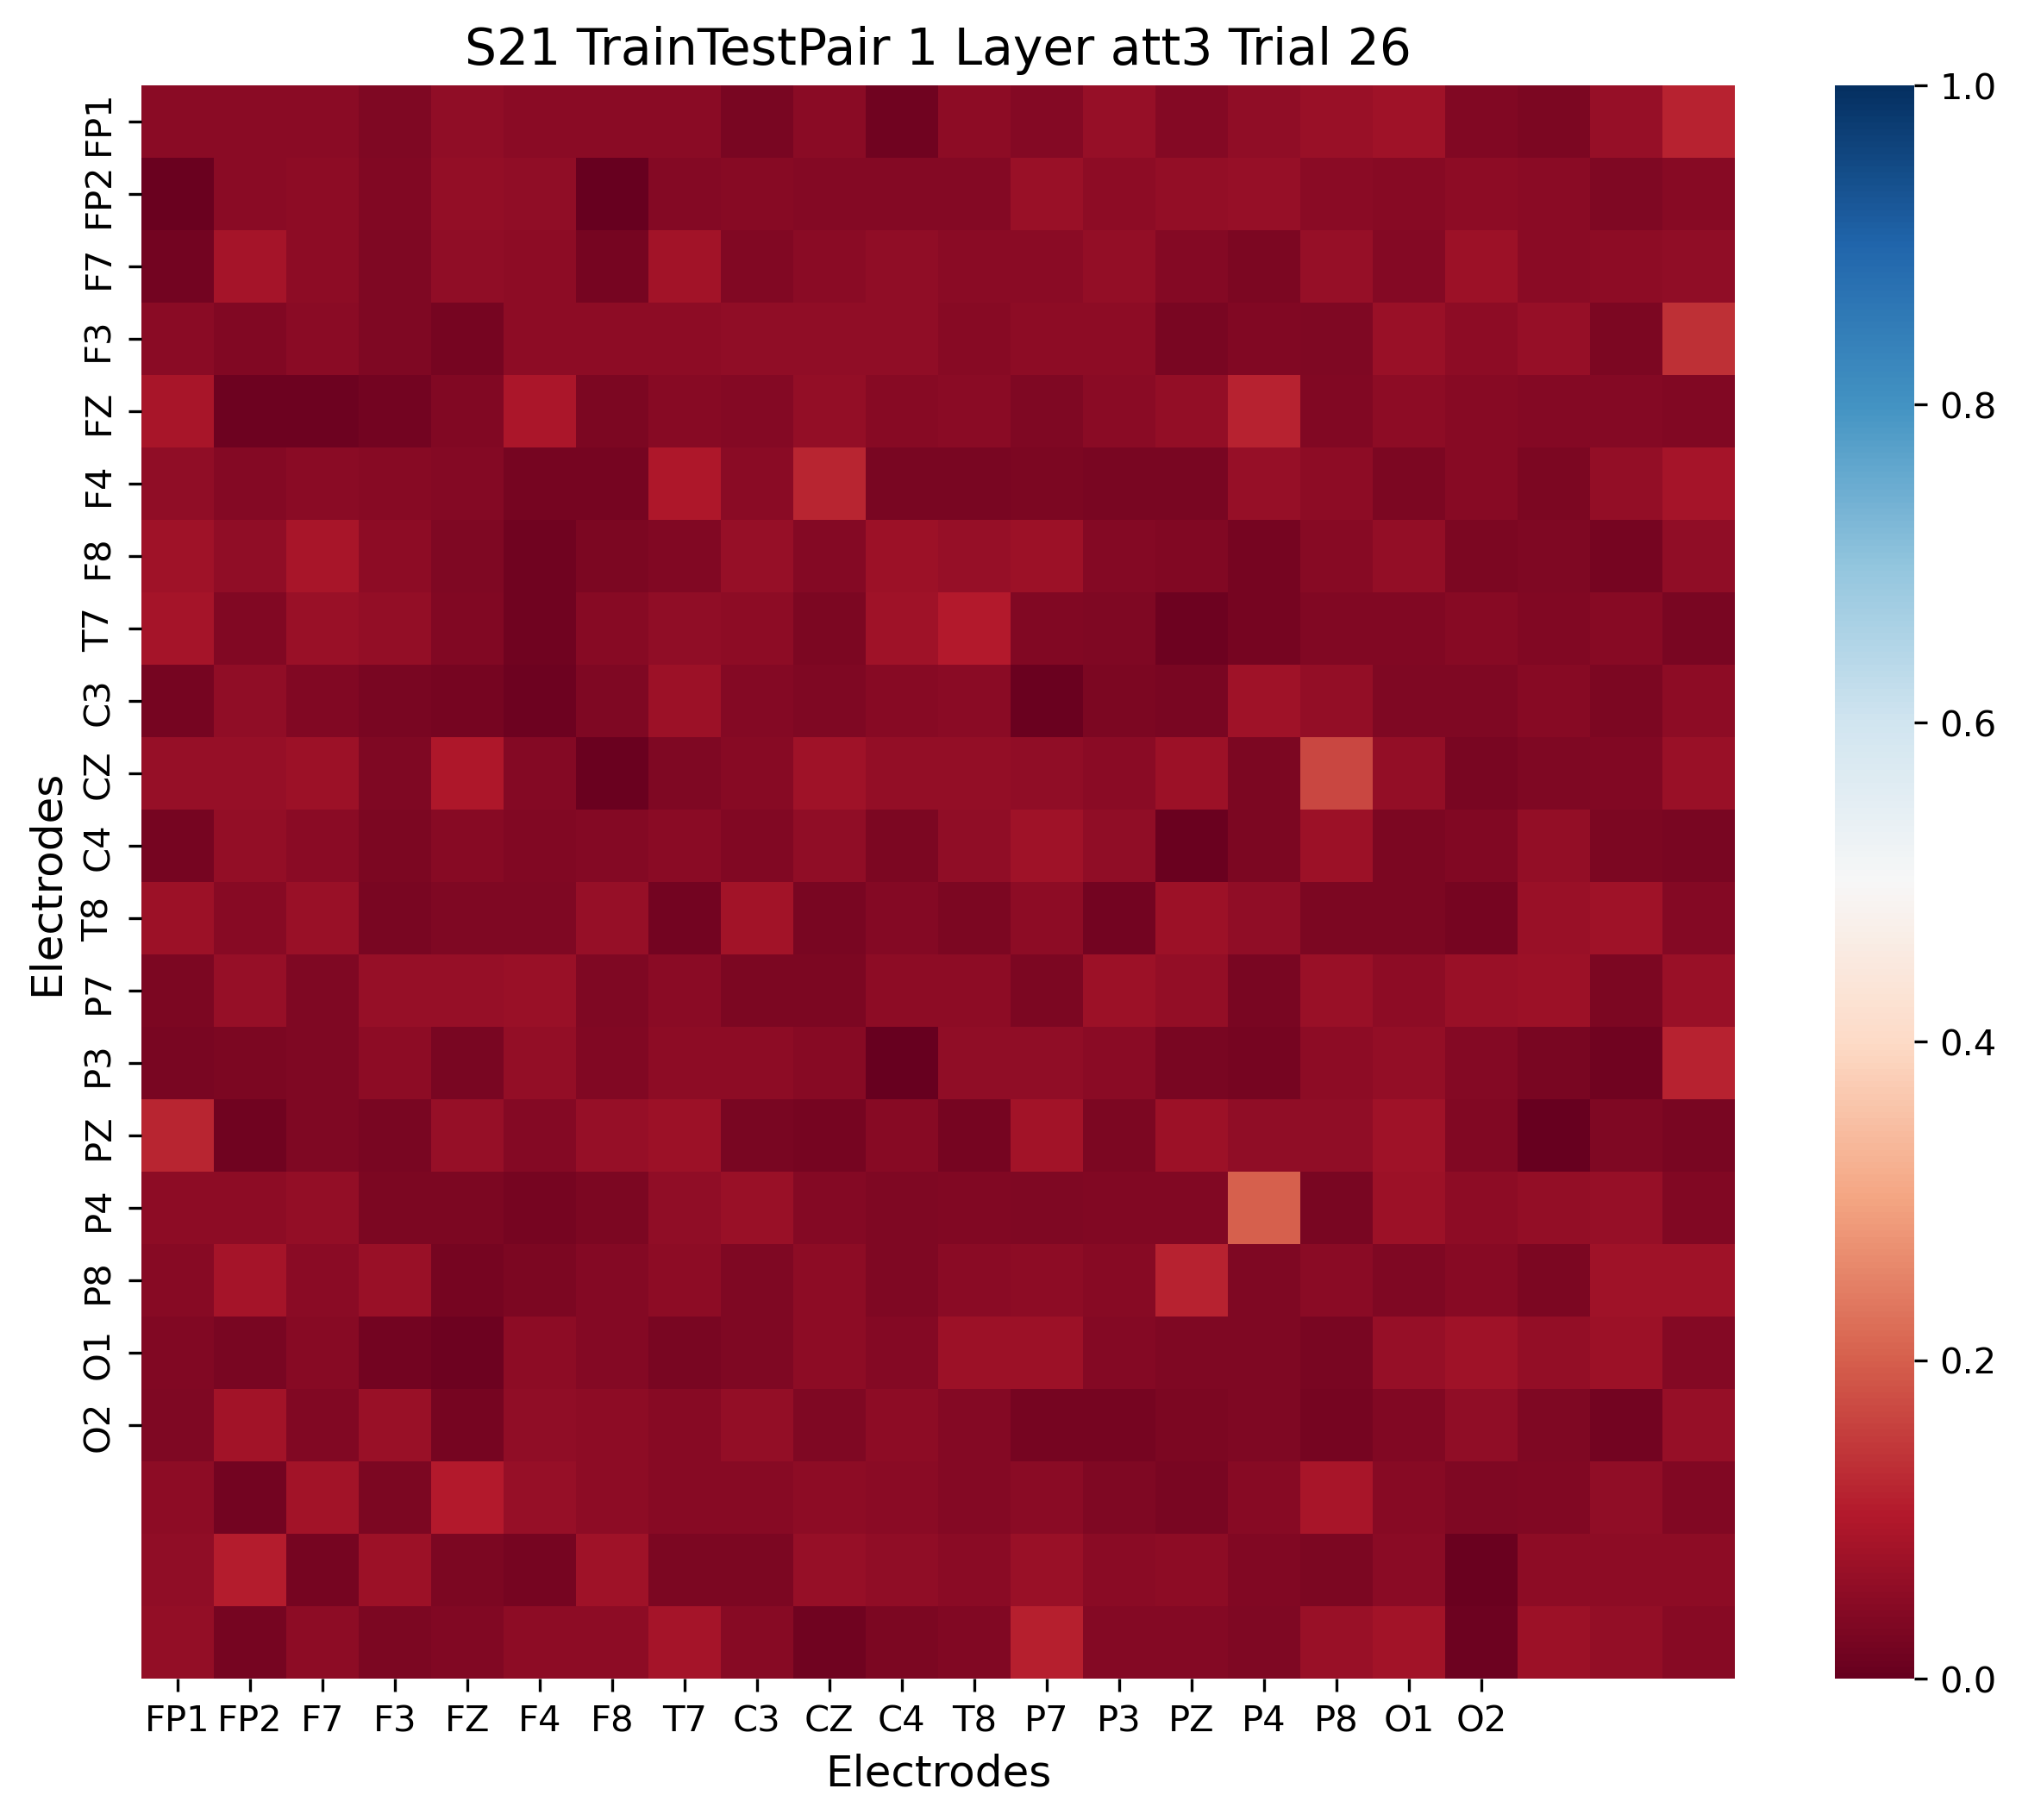 S21 TrainTestPair 1 Layer att3 Trial 26
Electrodes
FP1
FP2
F7
F3
FZ
F4
F8
T7
C3
CZ
C4
T8
P7
P3
PZ
P4
P8
O1
O2
FP1 FP2 F7 F3 FZ F4 F8 T7 C3 CZ C4 T8 P7 P3 PZ P4 P8 O1 O2
Electrodes
1.0
0.8
0.6
0.4
0.2
0.0